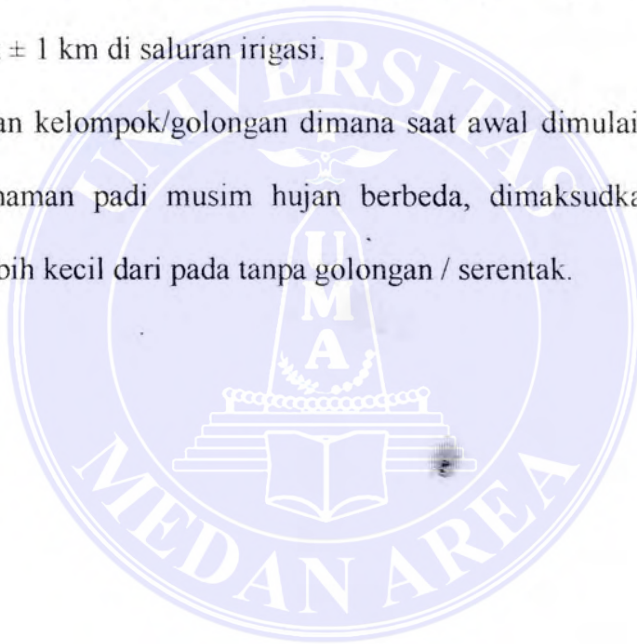 ± 1 km di saluran irigasi.
an kelompok/golongan dimana saat awal dimulai
naman padi musim hujan berbeda, dimaksudka
bih kecil dari pada tanpa golongan / serentak.
UNIVERSITAS
U
M
A
MEDAN AREA